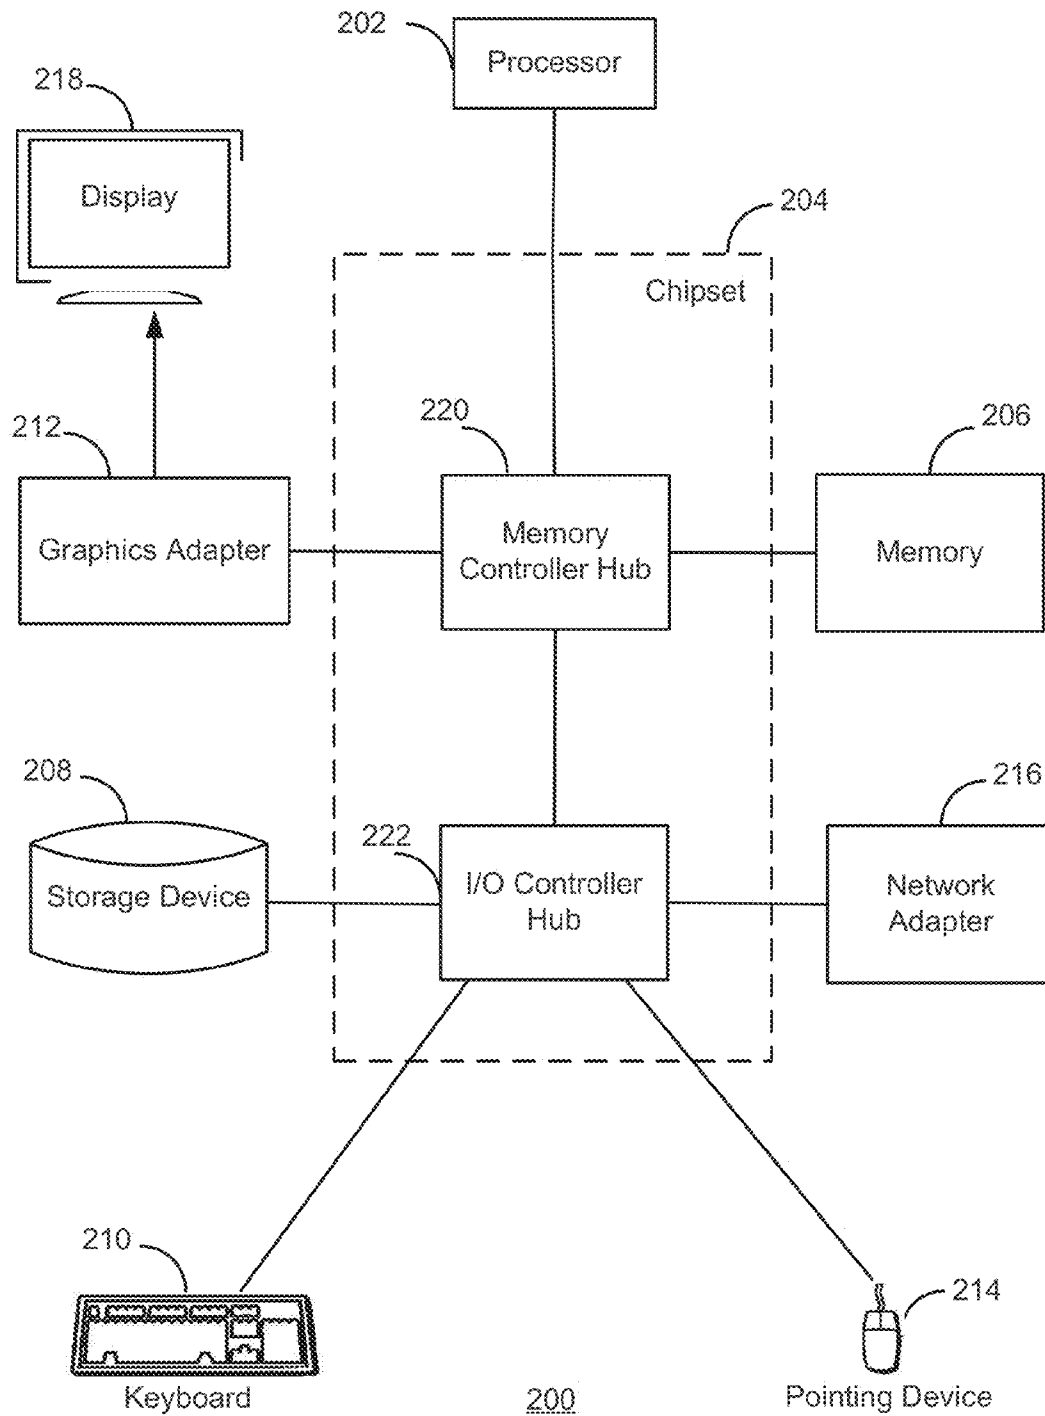 202
Processor
218
Display
204
Chipset
212
220
206
Graphics Adapter
Memory
Controller Hub
Memory
208
216
222
Storage Device
I/O Controller
Hub
Network
Adapter
210
214
Keyboard
200
Pointing Device